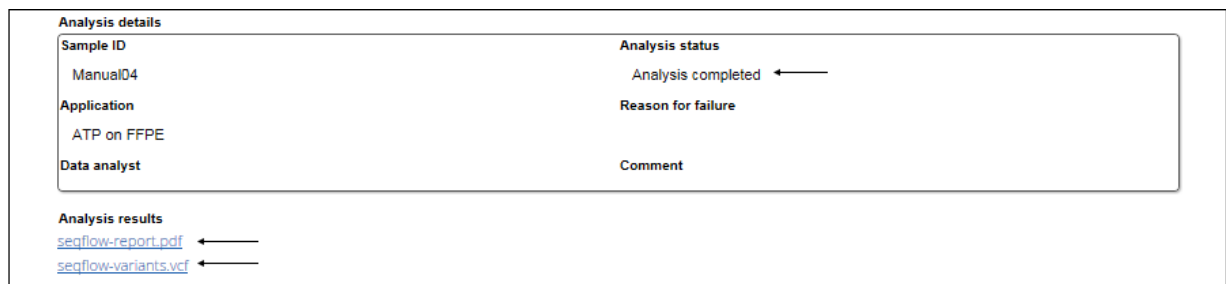 Analysis details
Sample ID
Analysis status
Manual04
Analysis completed
Application
Reason for failure
ATP on FFPE
Data analyst
Comment
Analysis results
seqflow-report.pdf
seqflow-variants.vcf